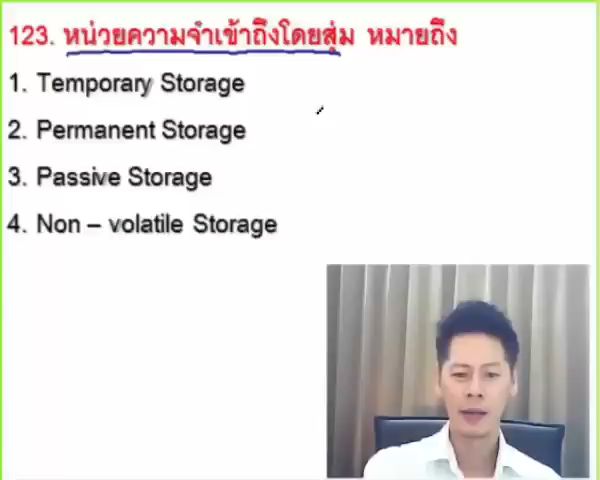 123. หน่วยความจำเข้าถึงโดยสุ่ม หมายถึง
1. Temporary Storage
2. Permanent Storage
3. Passive Storage
4. Non – volatile Storage